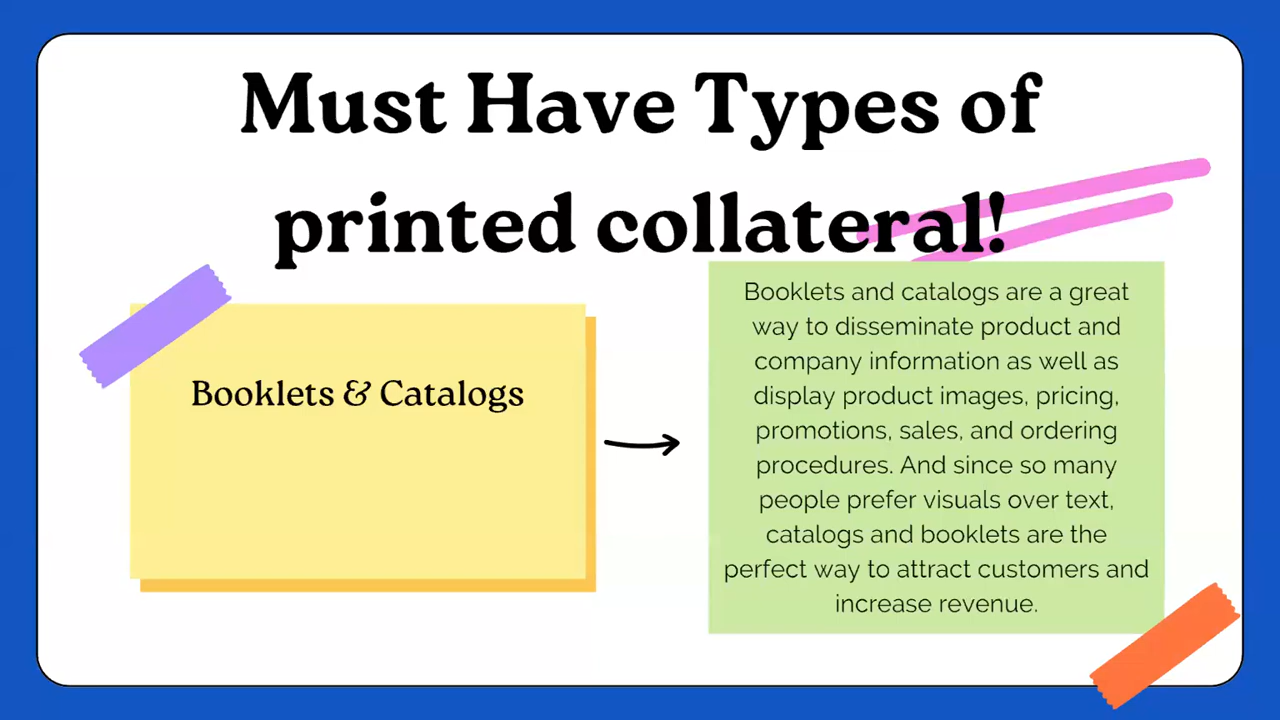 Must Have Types of
printed collateral!
Booklets & Catalogs
Booklets and catalogs are a great
way to disseminate product and
company information as well as
display product images, pricing,
promotions, sales, and ordering
procedures. And since so many
people prefer visuals over text,
catalogs and booklets are the
perfect way to attract customers and
increase revenue.